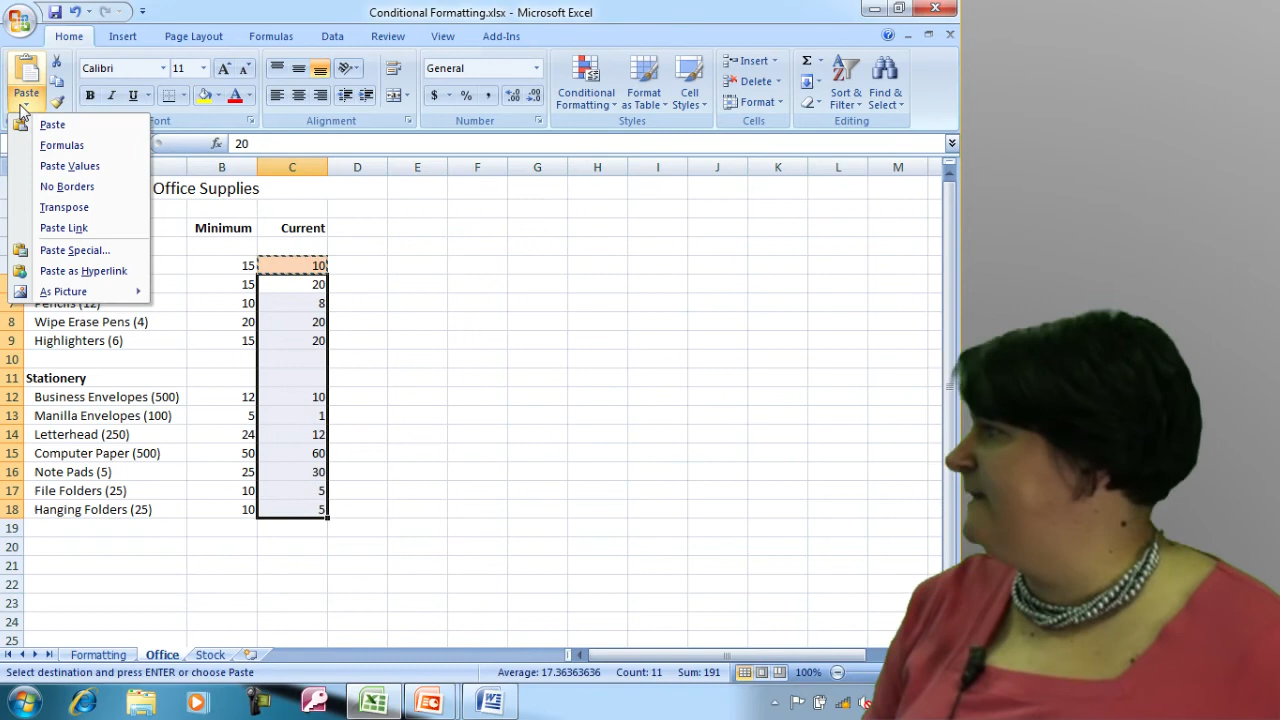 Conditional Formatting.xlsx - Microsoft Excel
Home Insert Page Layout Formulas Data Review View Add-Ins
Paste
Calibri 11 A A
B I U A
General
$ % ,
Conditional Formatting
Format as Table
Cell Styles
Insert
Delete
Format
Σ
Sort & Filter
Find & Select
Font Alignment Number Styles Cells Editing
fx 20
Paste
Formulas
Paste Values
No Borders
Transpose
Paste Link
Paste Special...
Paste as Hyperlink
As Picture
B C D E F G H I J K L M
Office Supplies
Minimum Current
15 10
15 20
7 Pencils (12) 10 8
8 Wipe Erase Pens (4) 20 20
9 Highlighters (6) 15 20
10
11 Stationery
12 Business Envelopes (500) 12 10
13 Manilla Envelopes (100) 5 1
14 Letterhead (250) 24 12
15 Computer Paper (500) 50 60
16 Note Pads (5) 25 30
17 File Folders (25) 10 5
18 Hanging Folders (25) 10 5
19
20
21
22
23
24
25
Formatting Office Stock
Select destination and press ENTER or choose Paste Average: 17.36363636 Count: 11 Sum: 191 100%